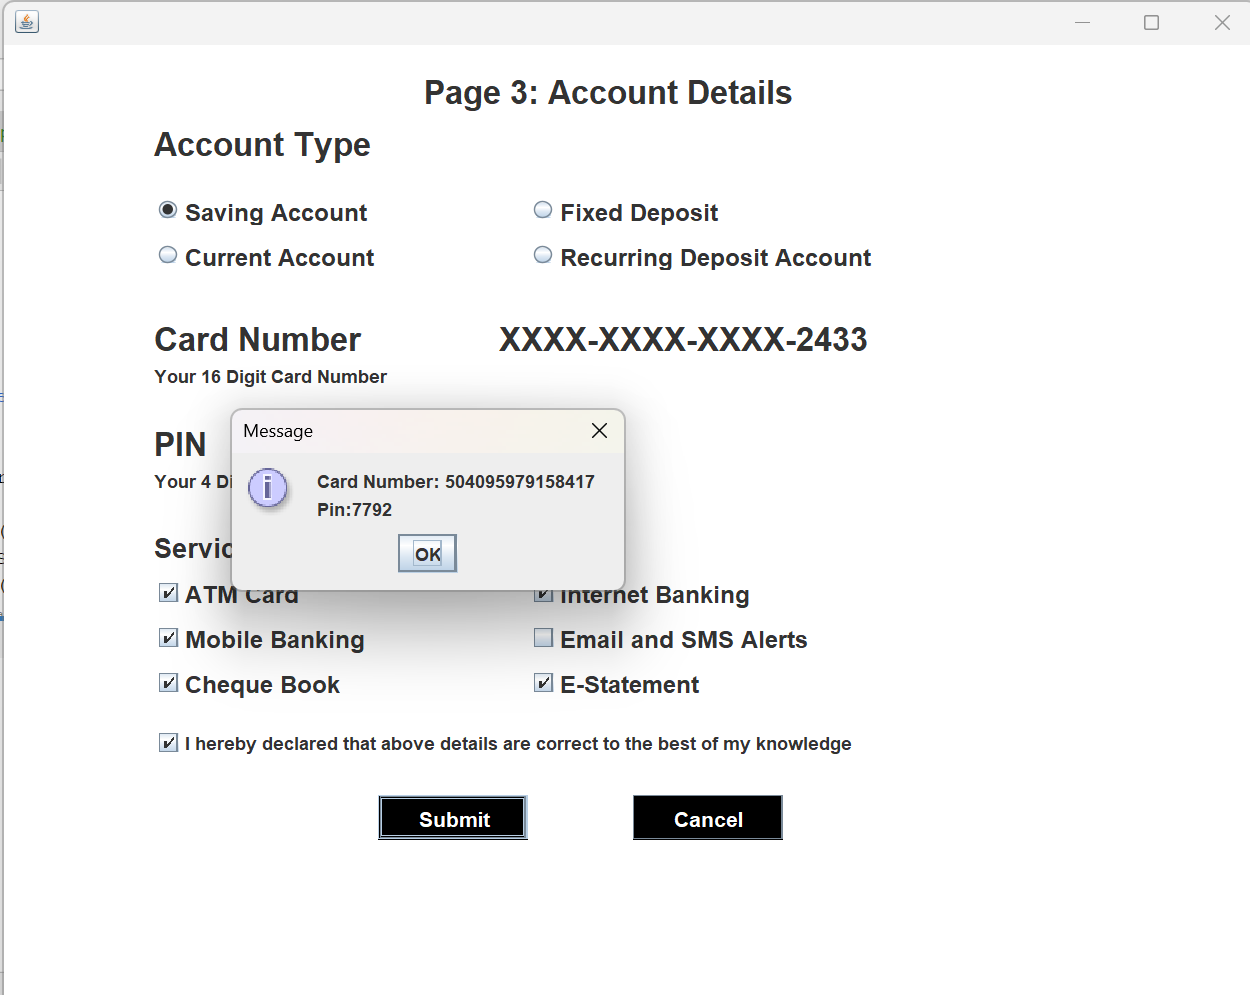 Page 3: Account Details
Account Type
Saving Account
Fixed Deposit
Current Account
Recurring Deposit Account
Card Number
XXXX-XXXX-XXXX-2433
Your 16 Digit Card Number
Message
PIN
Card Number: 504095979158417
Your 4
Pin:7792
OK
ATM Card
Internet Banking
Mobile Banking
Email and SMS Alerts
Cheque Book
E-Statement
I hereby declared that above details are correct to the best of my knowledge
Submit
Cancel